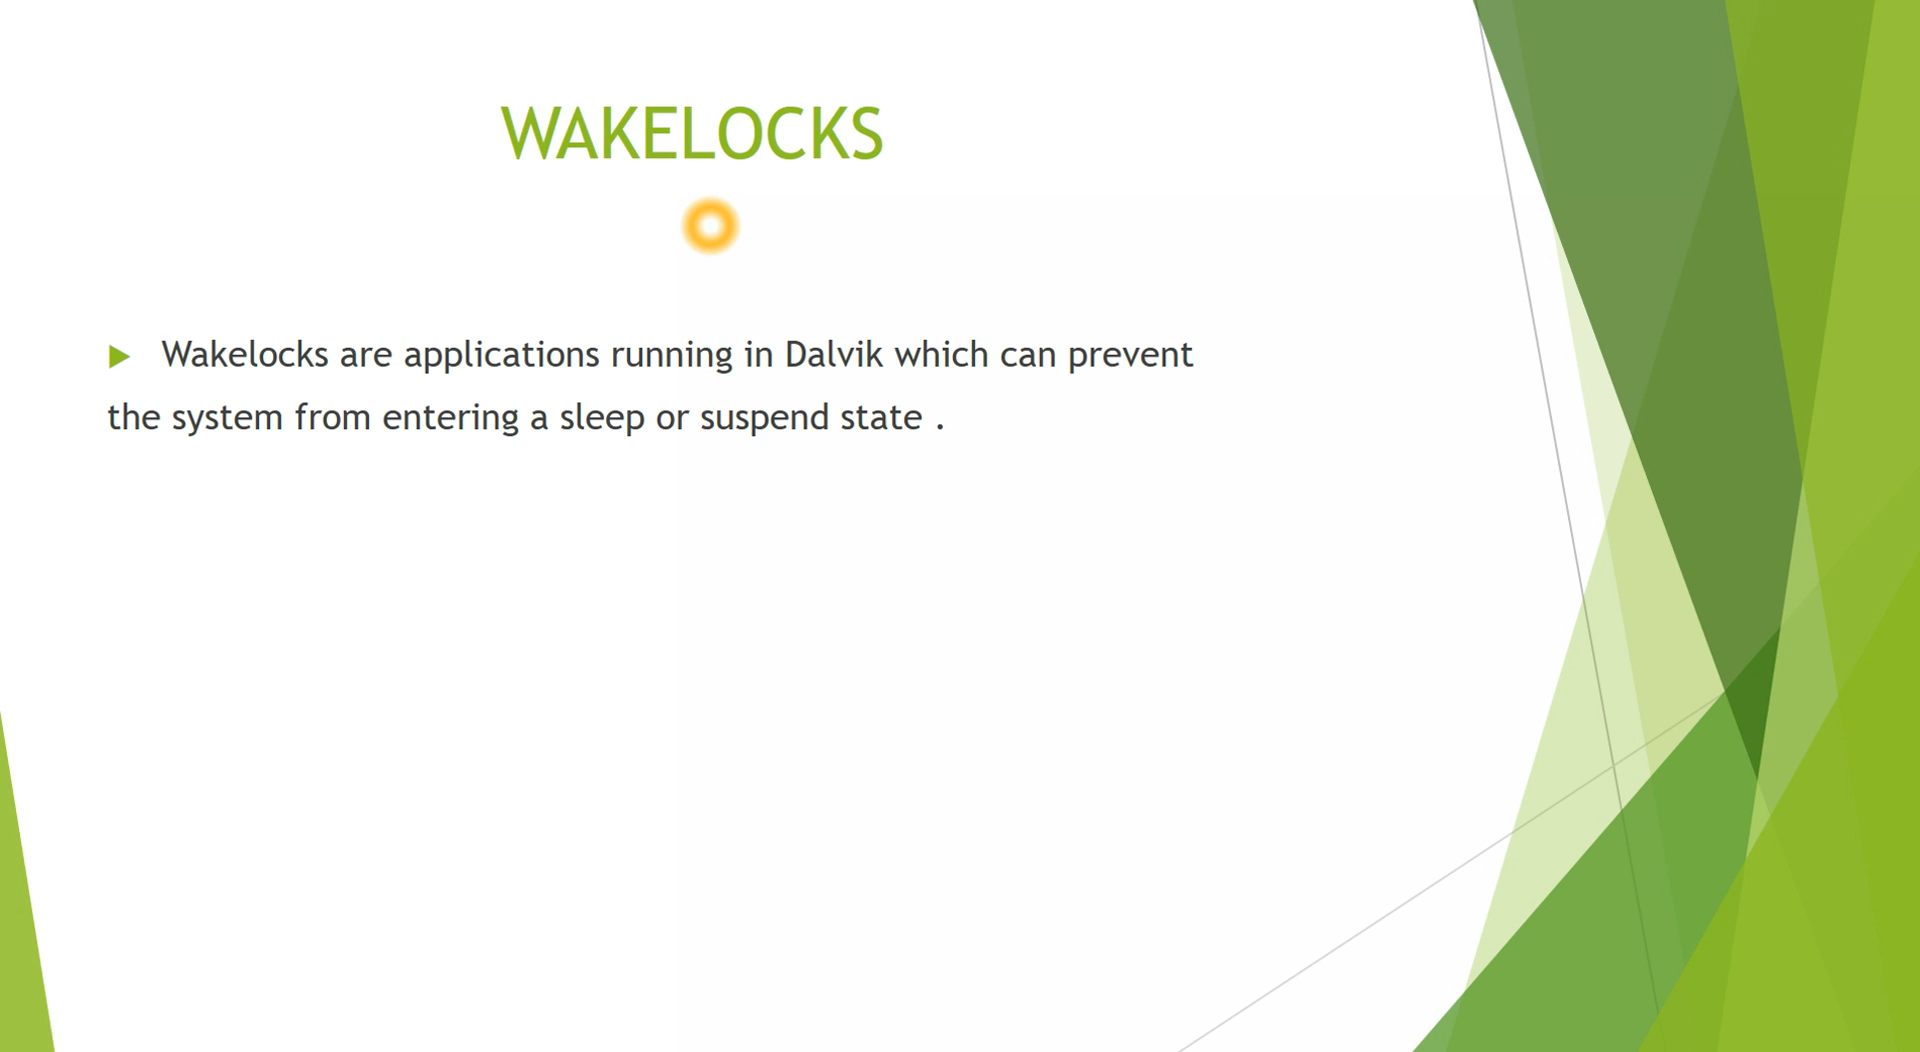 WAKELOCKS
Wakelocks are applications running in Dalvik which can prevent
the system from entering a sleep or suspend state .